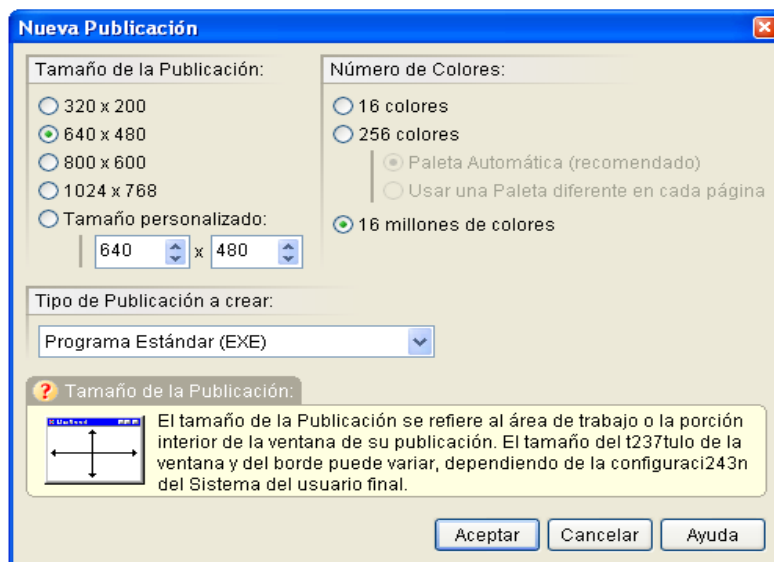 Nueva Publicación
Tamaño de la Publicación:
320 x 200
640 x 480
800 x 600
1024 x 768
Tamaño personalizado:
640 x 480
Número de Colores:
16 colores
256 colores
Paleta Automática (recomendado)
Usar una Paleta diferente en cada página
16 millones de colores
Tipo de Publicación a crear:
Programa Estándar (EXE)
? Tamaño de la Publicación:
El tamaño de la Publicación se refiere al área de trabajo o la porción
interior de la ventana de su publicación. El tamaño del t237tulo de la
ventana y del borde puede variar, dependiendo de la configuraci243n
del Sistema del usuario final.
Aceptar
Cancelar
Ayuda